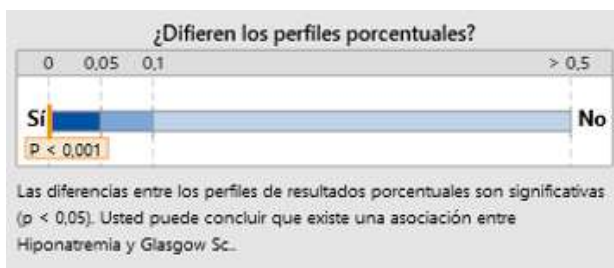 ¿Difieren los perfiles porcentuales?
0 0,05 0,1 > 0,5
Sí No
P < 0,001
Las diferencias entre los perfiles de resultados porcentuales son significativas
(p < 0,05). Usted puede concluir que existe una asociación entre
Hiponatremia y Glasgow Sc..